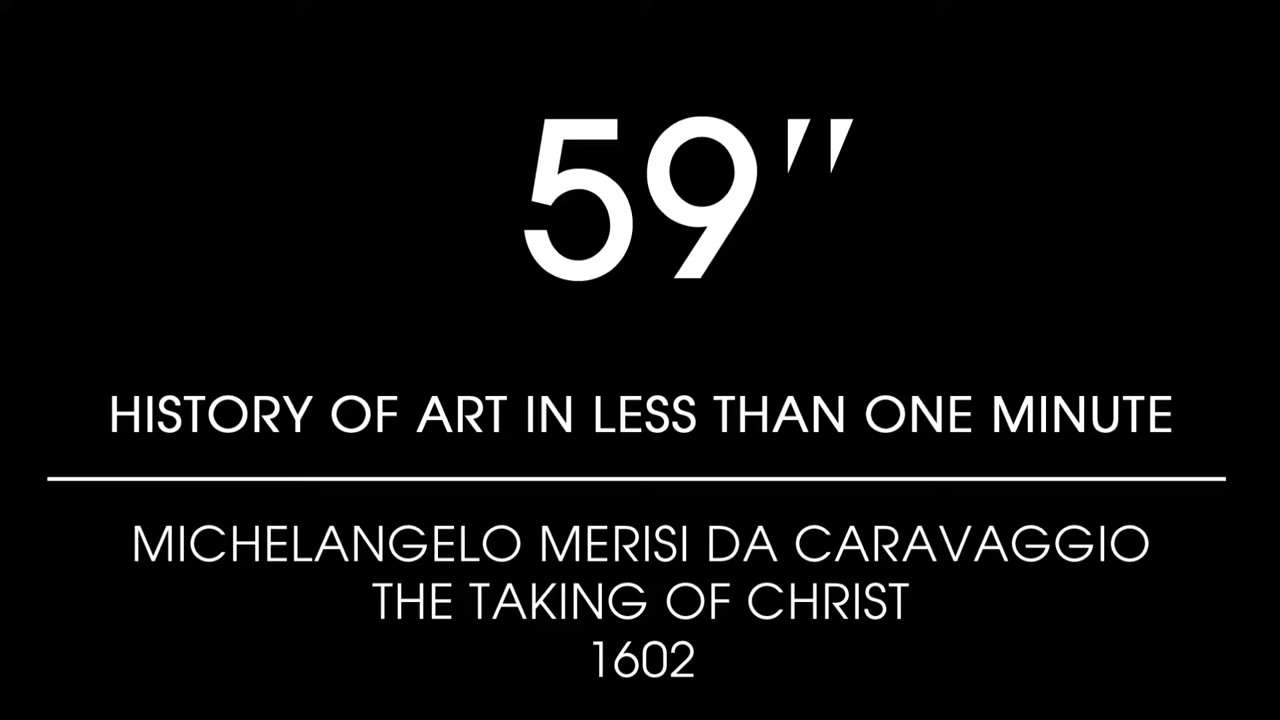 59″
HISTORY OF ART IN LESS THAN ONE MINUTE
MICHELANGELO MERISI DA CARAVAGGIO
THE TAKING OF CHRIST
1602